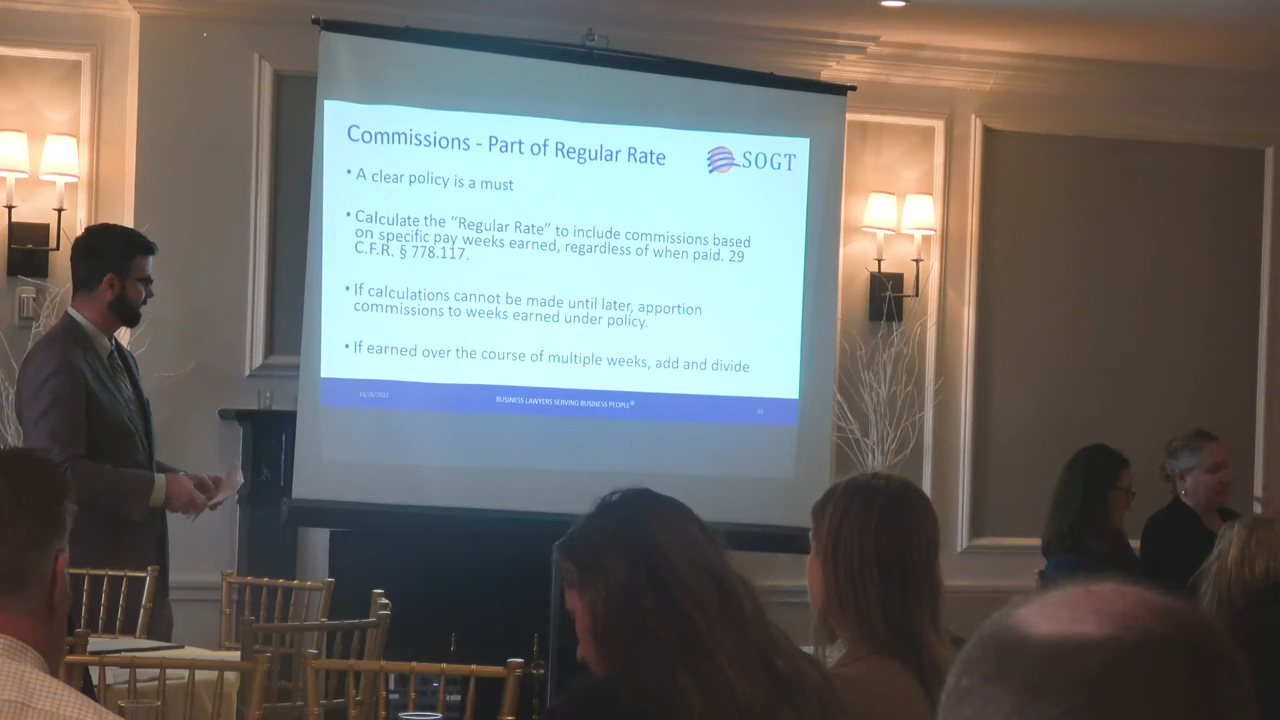 Commissions - Part of Regular Rate
SOGT
• A clear policy is a must
• Calculate the “Regular Rate” to include commissions based
on specific pay weeks earned, regardless of when paid. 29
C.F.R. § 778.117.
• If calculations cannot be made until later, apportion
commissions to weeks earned under policy.
• If earned over the course of multiple weeks, add and divide
10/26/2022
BUSINESS LAWYERS SERVING BUSINESS PEOPLE®